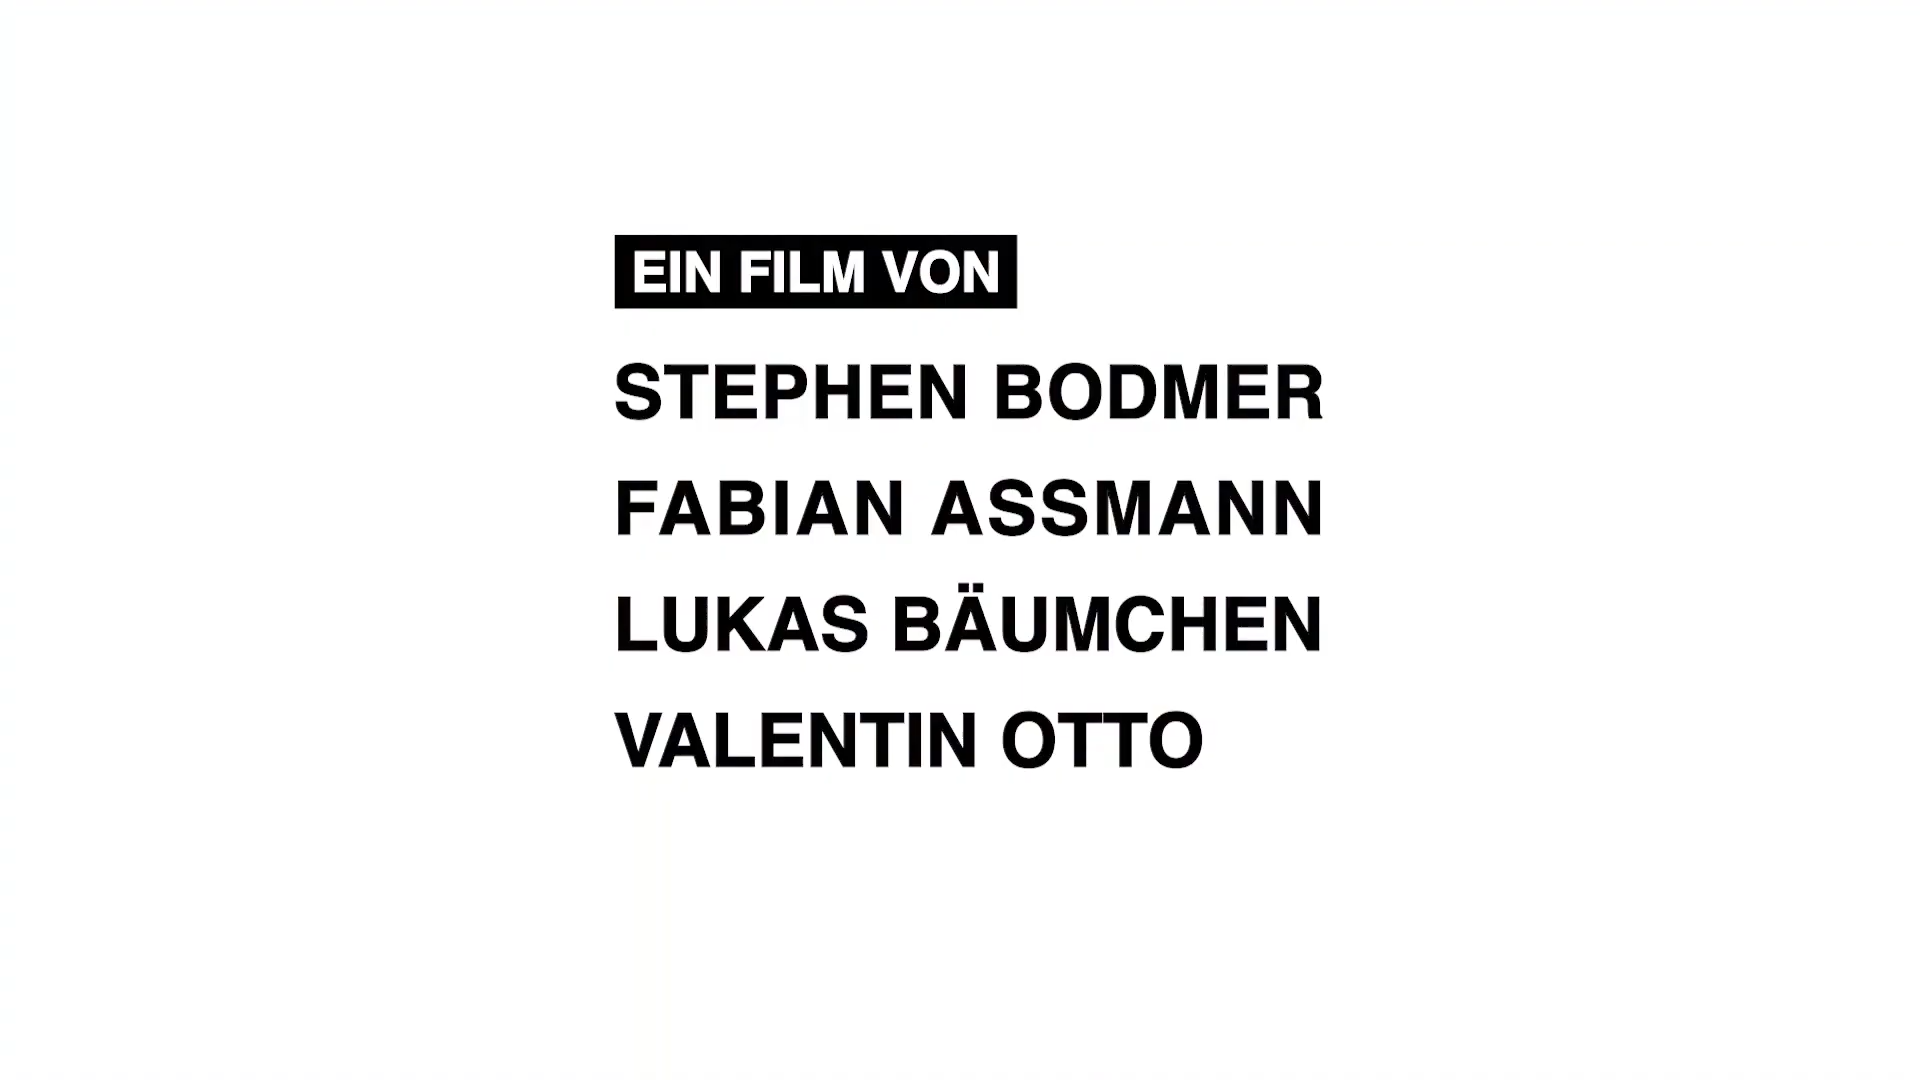 EIN FILM VON
STEPHEN BODMER
FABIAN ASSMANN
LUKAS BÄUMCHEN
VALENTIN OTTO